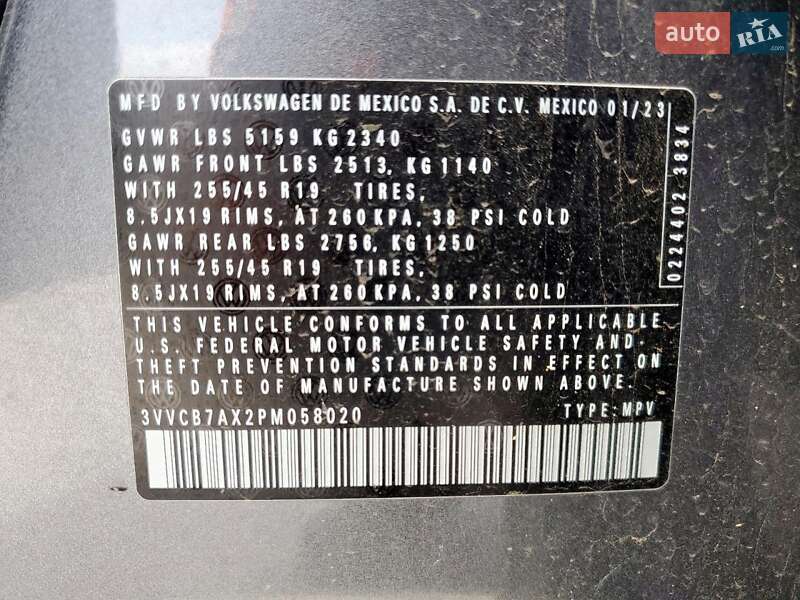 auto RIA.com
MFD BY VOLKSWAGEN DE MEXICO S.A. DE C.V. MEXICO 01/23
GVWR LBS 5159 KG 2340
GAWR FRONT LBS 2513, KG 1140
WITH 255/45 R19 TIRES,
8.5JX19 RIMS, AT 260 KPA, 38 PSI COLD
GAWR REAR LBS 2756, KG 1250
WITH 255/45 R19 TIRES,
8.5JX19 RIMS, AT 260 KPA, 38 PSI COLD
0224402 3834
THIS VEHICLE CONFORMS TO ALL APPLICABLE
U.S. FEDERAL MOTOR VEHICLE SAFETY AND
THEFT PREVENTION STANDARDS IN EFFECT ON
THE DATE OF MANUFACTURE SHOWN ABOVE
3VVCB7AX2PM058020 TYPE: MPV